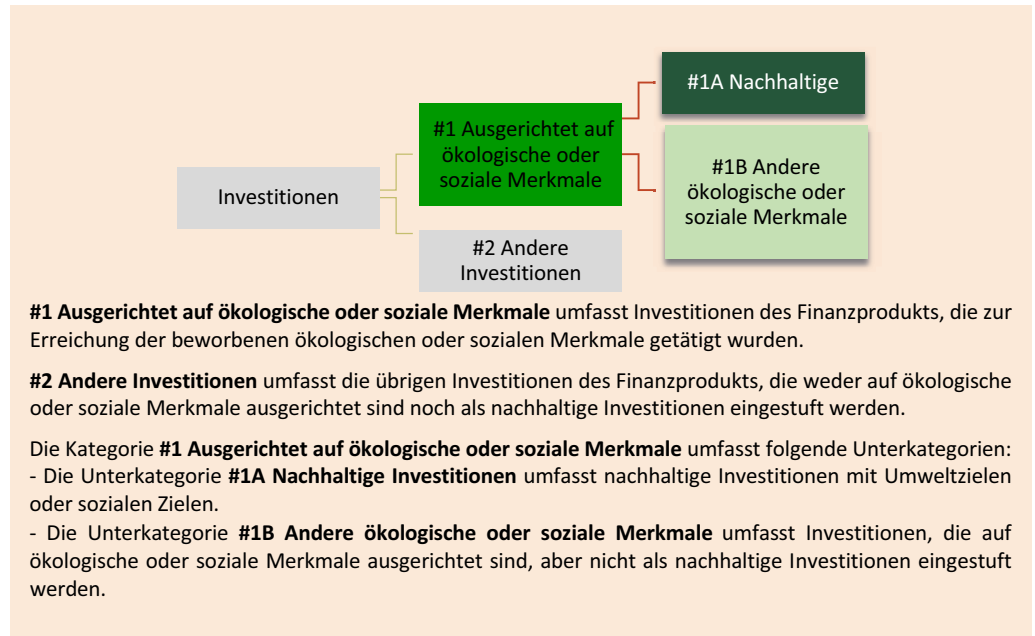 #1A Nachhaltige
#1 Ausgerichtet auf
ökologische oder
soziale Merkmale
#1B Andere
ökologische oder
soziale Merkmale
Investitionen
#2 Andere
Investitionen
#1 Ausgerichtet auf ökologische oder soziale Merkmale umfasst Investitionen des Finanzprodukts, die zur
Erreichung der beworbenen ökologischen oder sozialen Merkmale getätigt wurden.
#2 Andere Investitionen umfasst die übrigen Investitionen des Finanzprodukts, die weder auf ökologische
oder soziale Merkmale ausgerichtet sind noch als nachhaltige Investitionen eingestuft werden.
Die Kategorie #1 Ausgerichtet auf ökologische oder soziale Merkmale umfasst folgende Unterkategorien:
- Die Unterkategorie #1A Nachhaltige Investitionen umfasst nachhaltige Investitionen mit Umweltzielen
oder sozialen Zielen.
- Die Unterkategorie #1B Andere ökologische oder soziale Merkmale umfasst Investitionen, die auf
ökologische oder soziale Merkmale ausgerichtet sind, aber nicht als nachhaltige Investitionen eingestuft
werden.